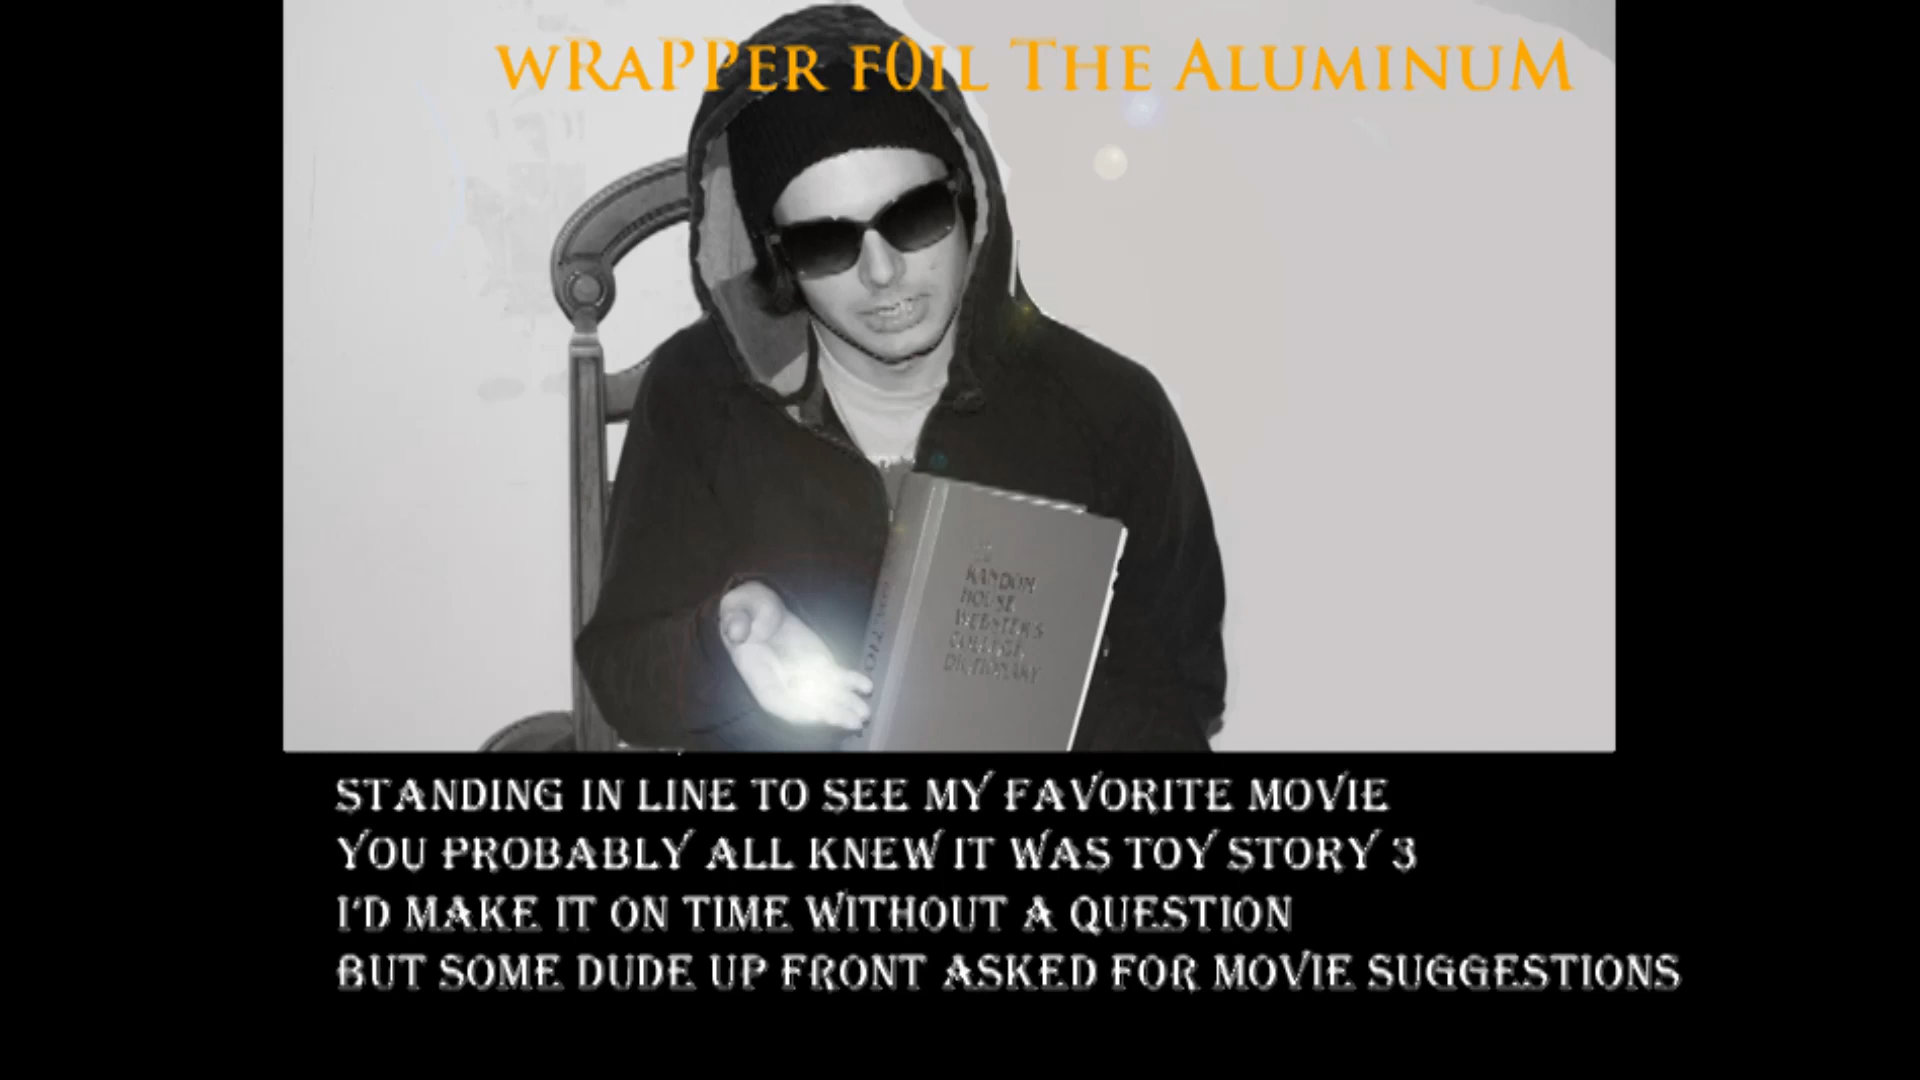 wRaPPer f0il The AluminuM
RANDOM
HOUSE
WEBSTER'S
COLLEGE
DICTIONARY
STANDING IN LINE TO SEE MY FAVORITE MOVIE
YOU PROBABLY ALL KNEW IT WAS TOY STORY 3
I'D MAKE IT ON TIME WITHOUT A QUESTION
BUT SOME DUDE UP FRONT ASKED FOR MOVIE SUGGESTIONS